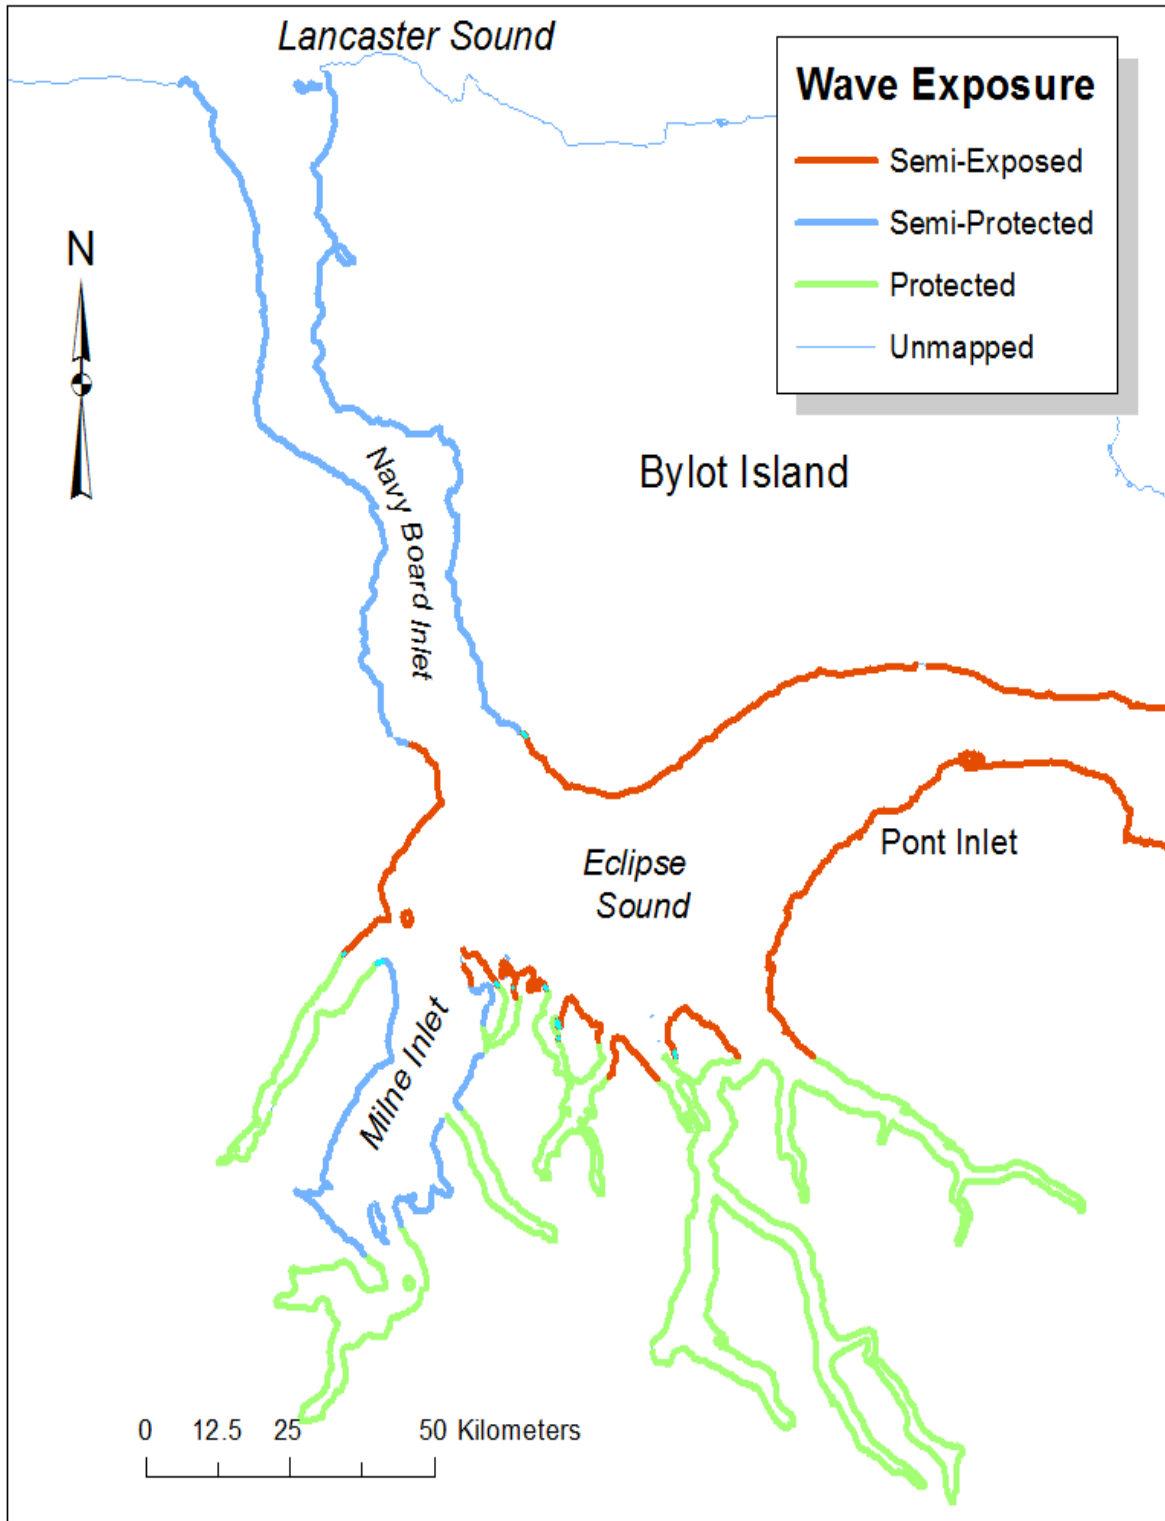 Lancaster Sound
Wave Exposure
Semi-Exposed
Semi-Protected
Protected
Unmapped
N
Bylot Island
Navy Board Inlet
Pont Inlet
Eclipse
Sound
Milne Inlet
0 12.5 25 50 Kilometers